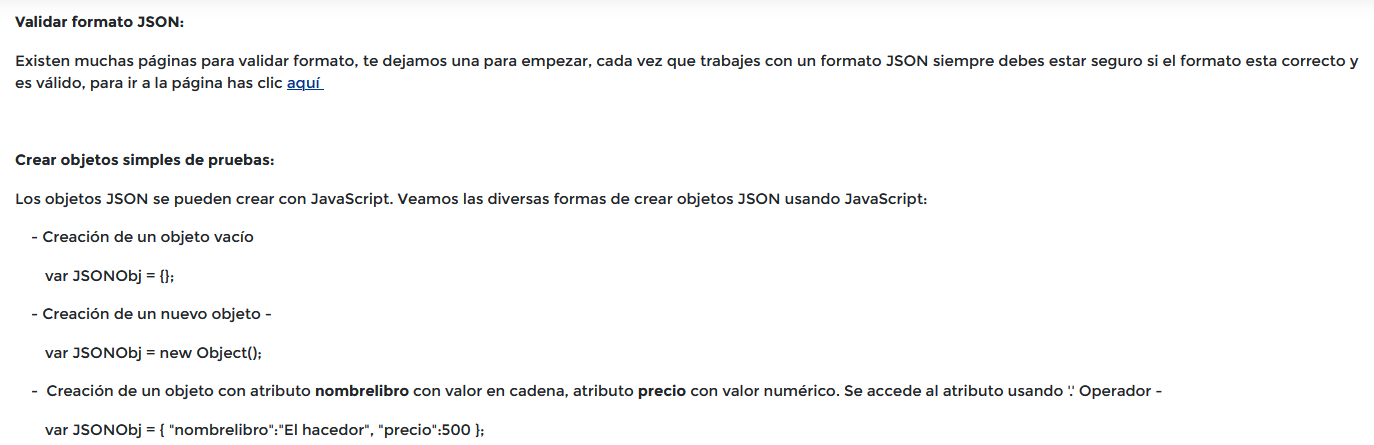 Validar formato JSON:
Existen muchas páginas para validar formato, te dejamos una para empezar, cada vez que trabajes con un formato JSON siempre debes estar seguro si el formato esta correcto y
es válido, para ir a la página has clic aquí
Crear objetos simples de pruebas:
Los objetos JSON se pueden crear con JavaScript. Veamos las diversas formas de crear objetos JSON usando JavaScript:
- Creación de un objeto vacío
var JSONObj = {};
- Creación de un nuevo objeto -
var JSONObj = new Object();
- Creación de un objeto con atributo nombrelibro con valor en cadena, atributo precio con valor numérico. Se accede al atributo usando '.' Operador -
var JSONObj = { "nombrelibro":"El hacedor", "precio":500 };